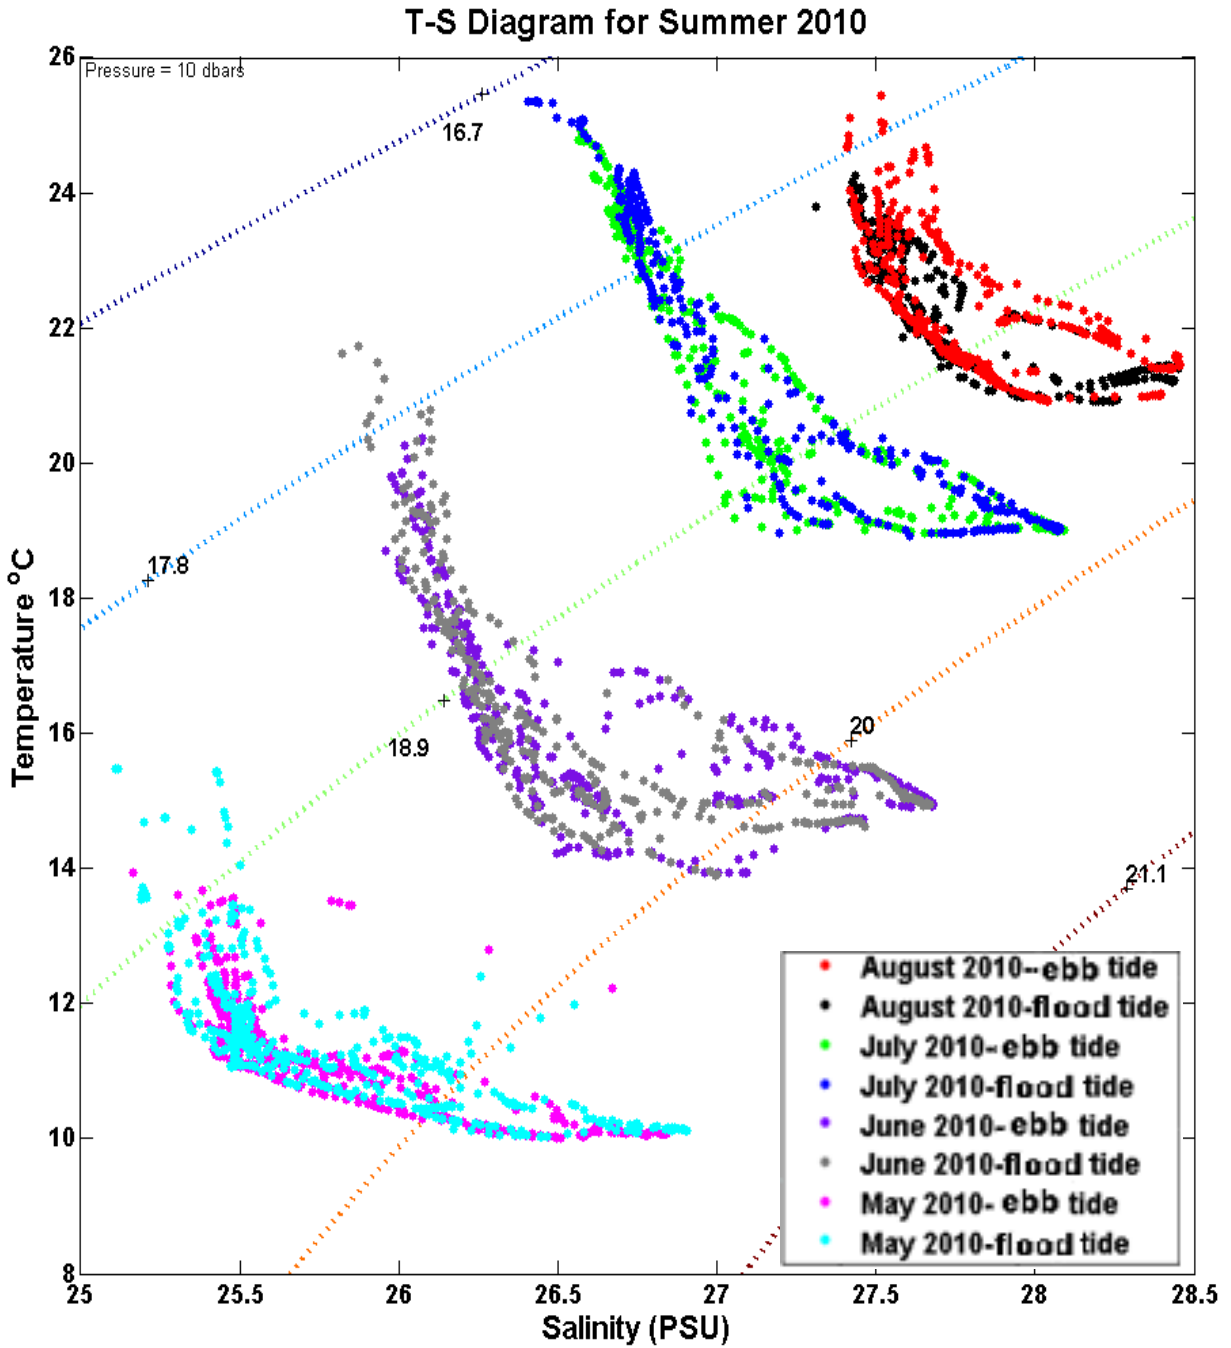 T-S Diagram for Summer 2010
Pressure = 10 dbars
26
24
22
20
18
16
14
12
10
8
16.7
17.8
18.9
20
21.1
Temperature °C
August 2010--ebb tide
August 2010-flood tide
July 2010-ebb tide
July 2010-flood tide
June 2010-ebb tide
June 2010-flood tide
May 2010- ebb tide
May 2010-flood tide
25 25.5 26 26.5 27 27.5 28 28.5
Salinity (PSU)